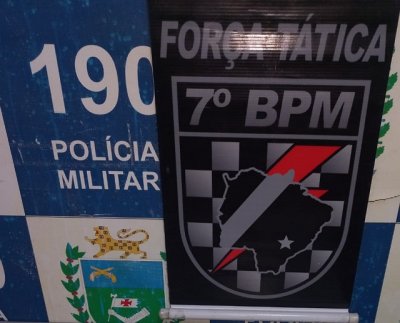 190
POLÍCIA
MILITAR
FORÇA TÁTICA
7º BPM